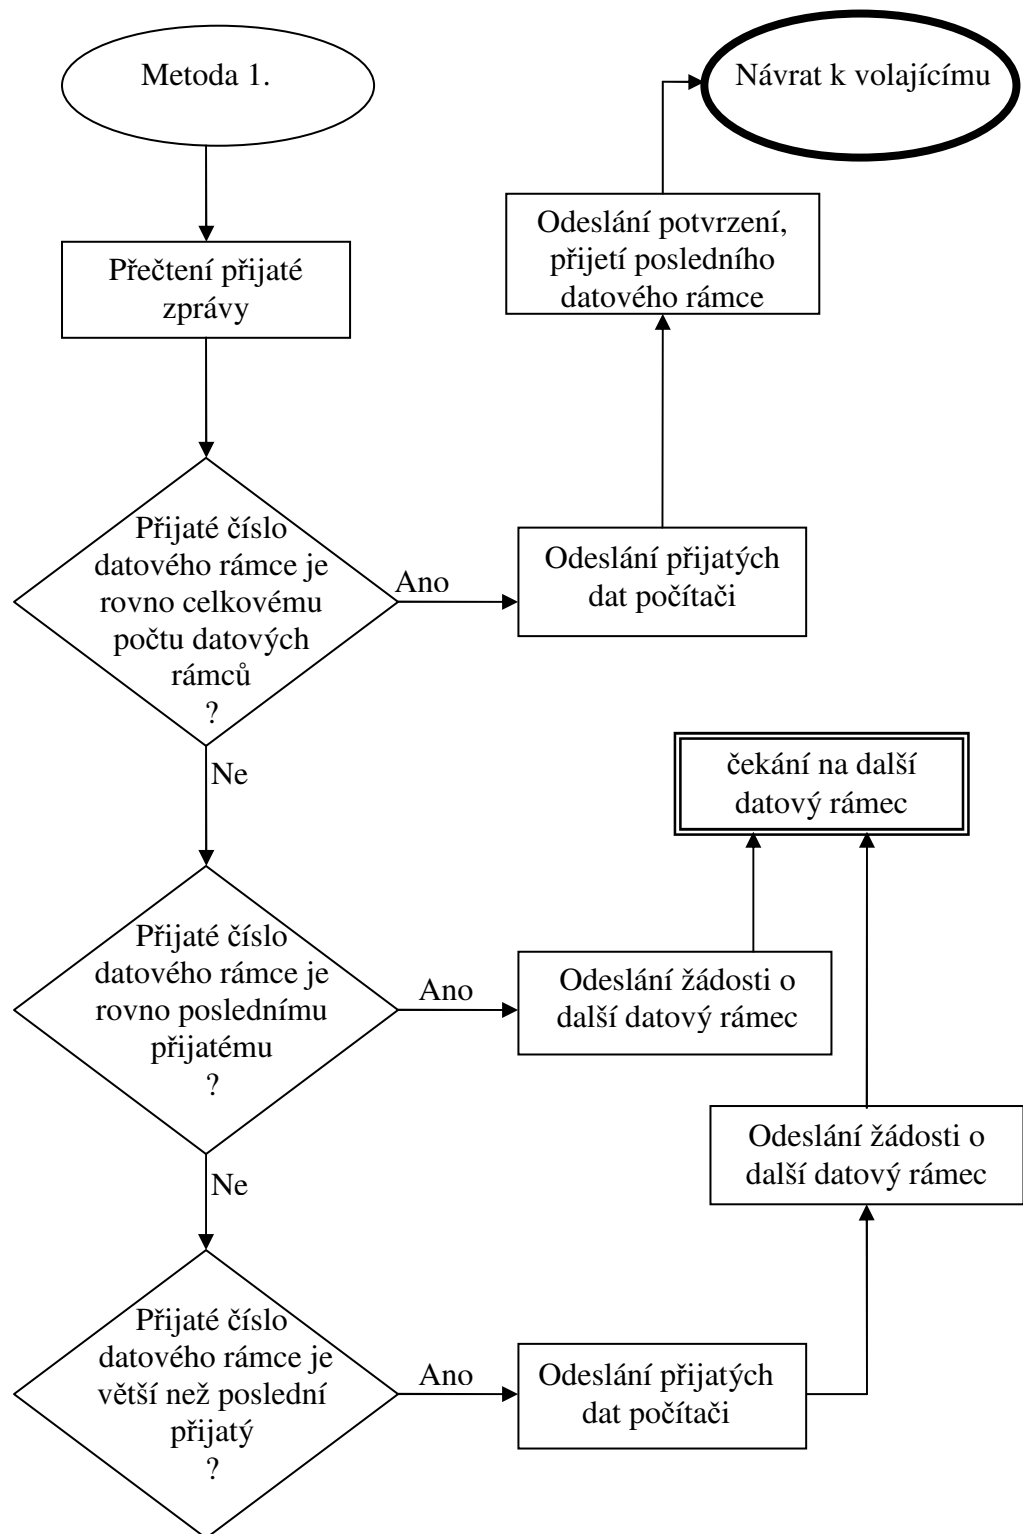 Metoda 1.
Návrat k volajícímu
Odeslání potvrzení,
přijetí posledního
datového rámce
Přečtení přijaté
zprávy
Přijaté číslo
datového rámce je
rovno celkovému
počtu datových
rámců
?
Ano
Odeslání přijatých
dat počítači
Ne
čekání na další
datový rámec
Přijaté číslo
datového rámce je
rovno poslednímu
přijatému
?
Ano
Odeslání žádosti o
další datový rámec
Odeslání žádosti o
další datový rámec
Ne
Přijaté číslo
datového rámce je
větší než poslední
přijatý
?
Ano
Odeslání přijatých
dat počítači